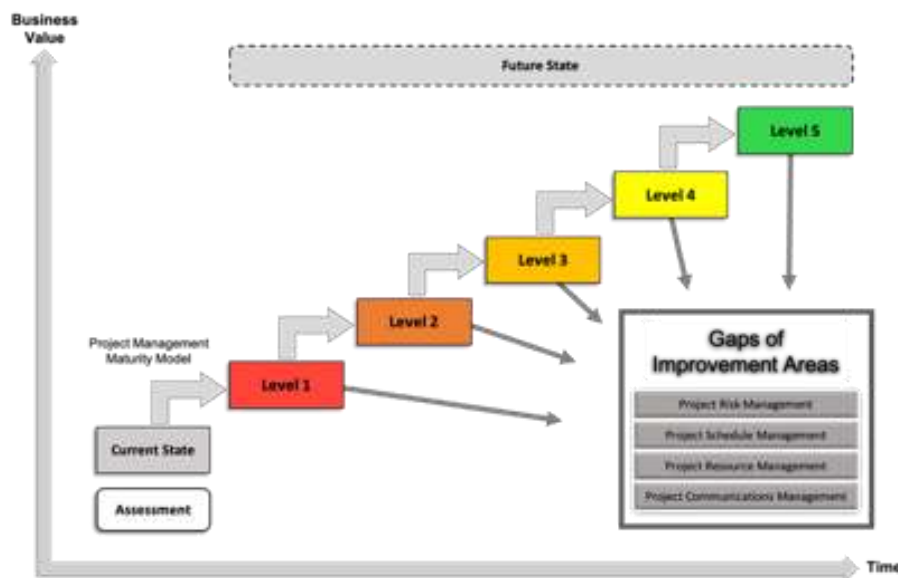 Business
Value
Future State
Level 5
Level 4
Level 3
Level 2
Project Management
Maturity Model
Level 1
Current State
Assessment
Gaps of
Improvement Areas
Project Risk Management
Project Schedule Management
Project Resource Management
Project Communications Management
Time